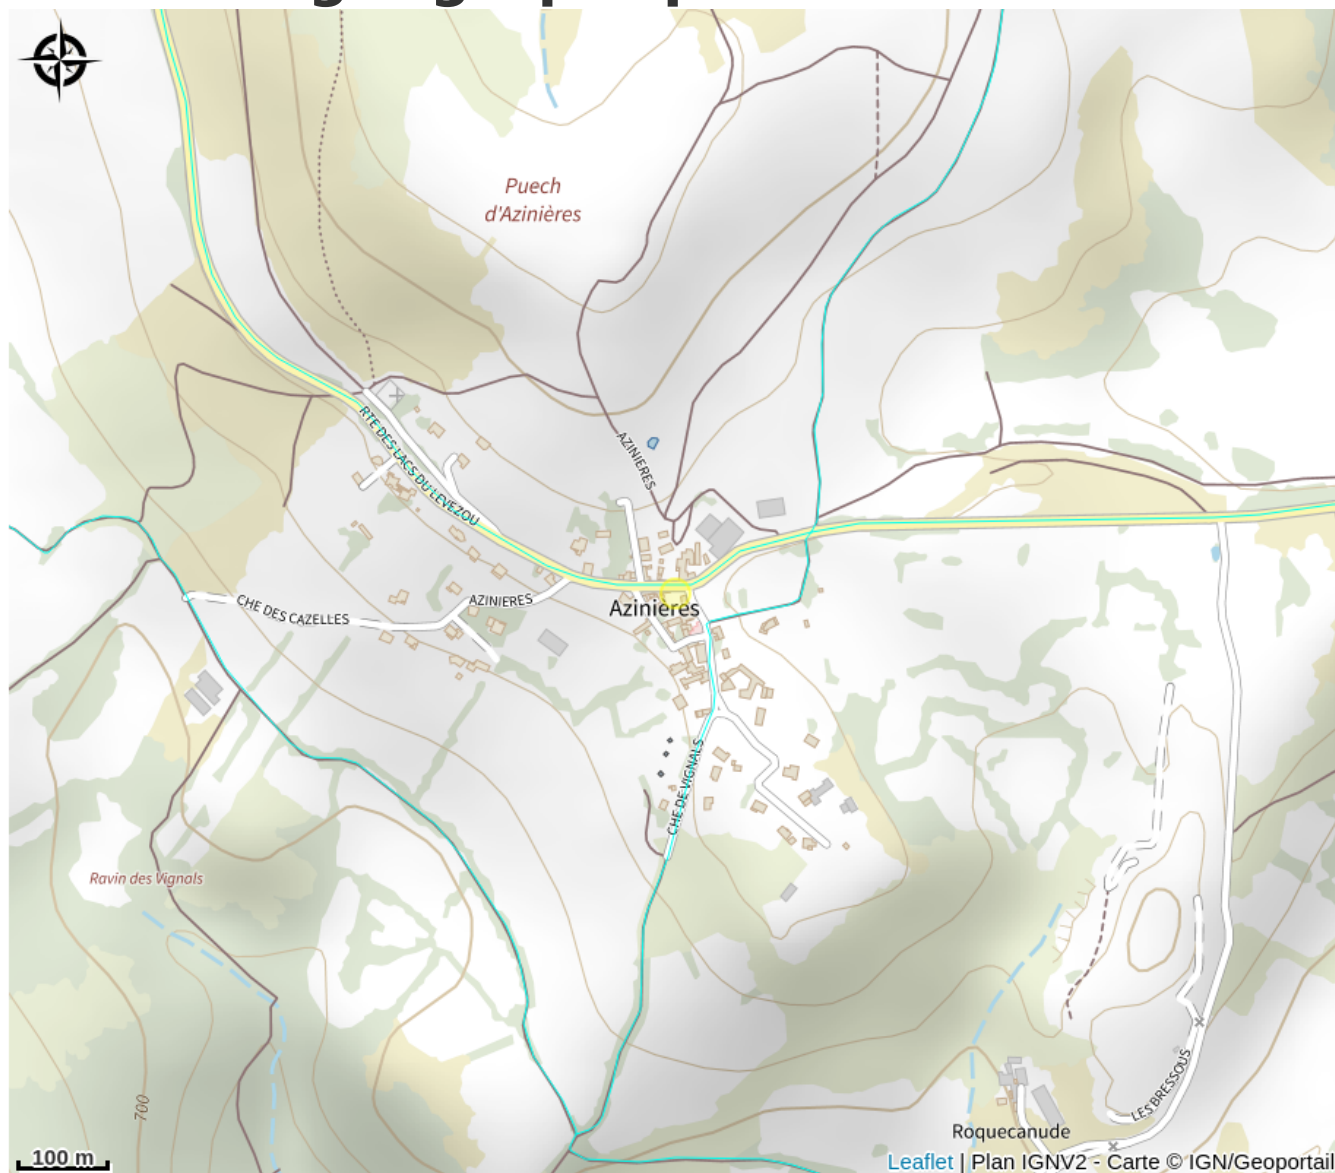 Puech
d'Azinières
RTE DES LACS DU LEVEZOU
AZINIERES
AZINIERES
CHE DES CAZELLES
Azinières
CHE DE VIGNALS
Ravin des Vignals
700
LES BRESSOUS
Roquecanude
100 m
Leaflet | Plan IGNV2 - Carte © IGN/Geoportail